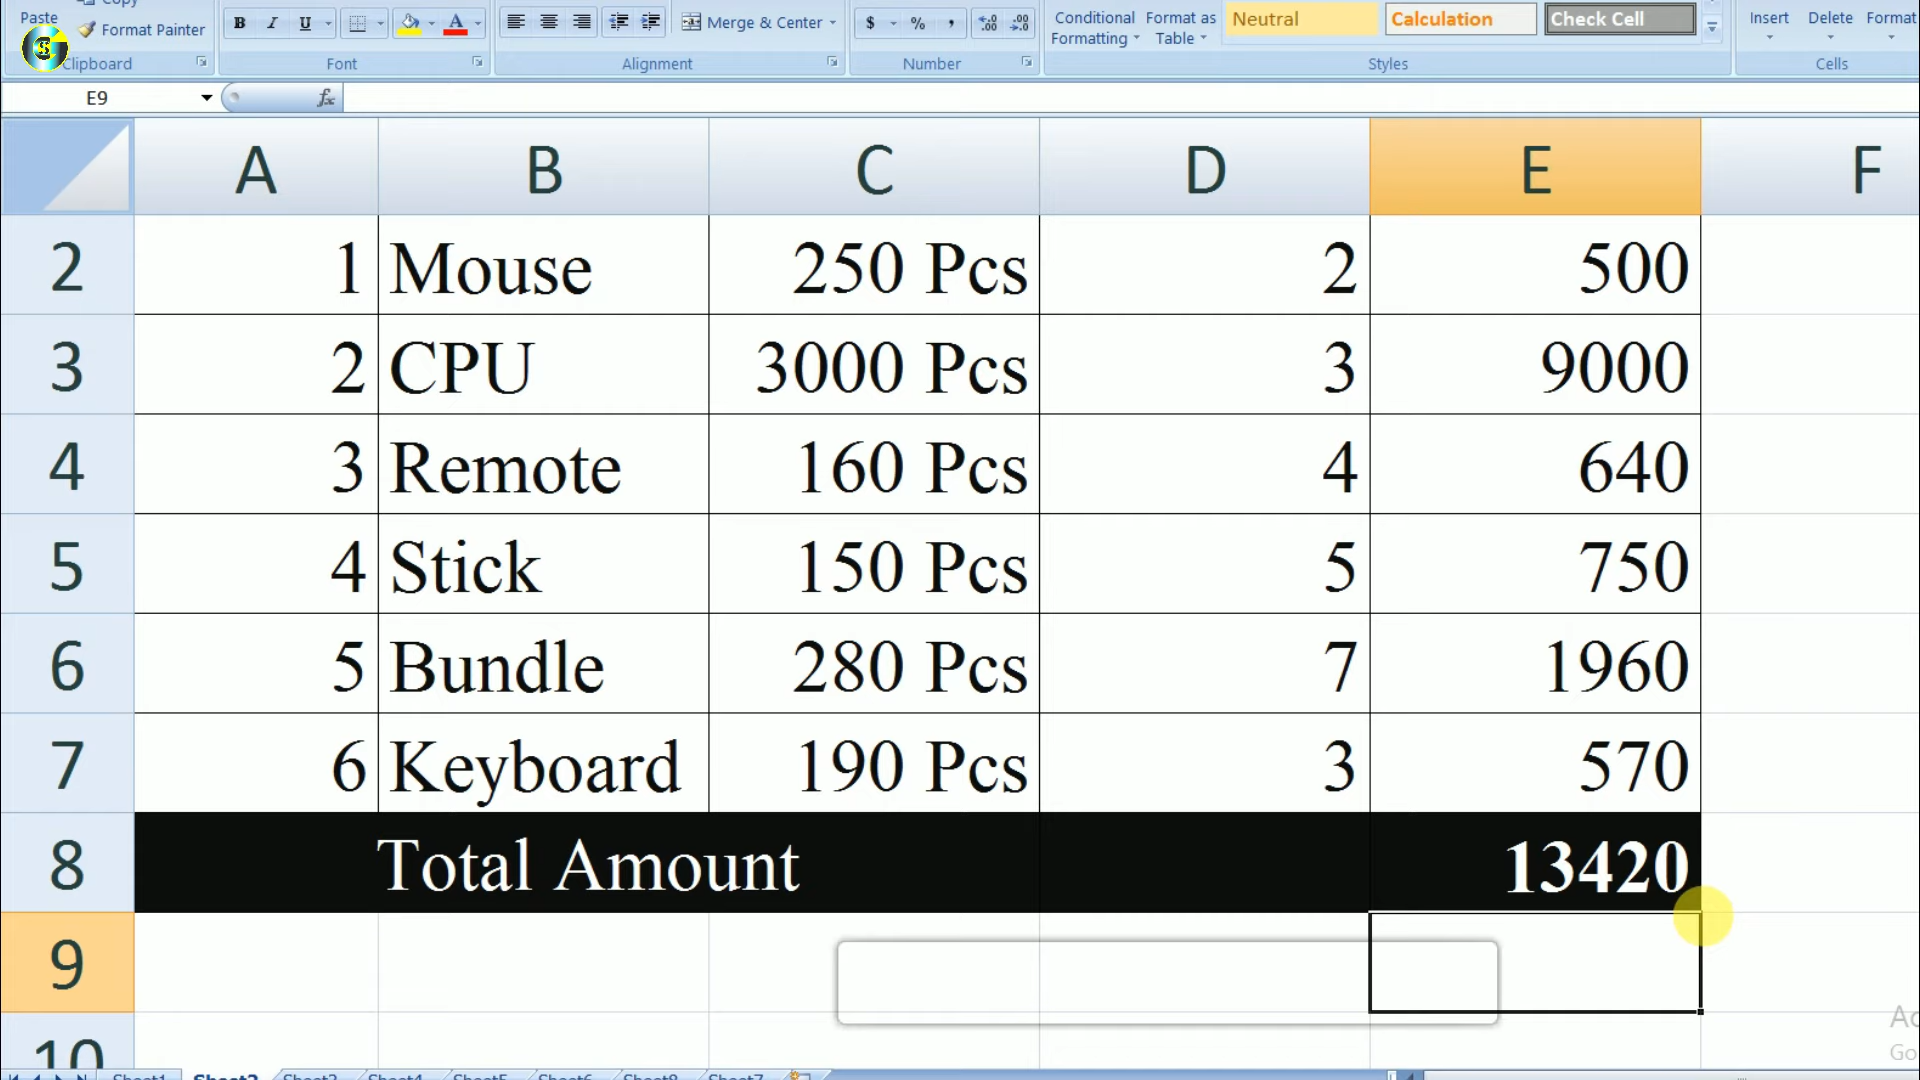 Paste
Copy
Format Painter
Clipboard
B I U A
Font
Merge & Center
Alignment
$ % ,
Number
Conditional Formatting
Format as Table
Neutral
Calculation
Check Cell
Styles
Insert
Delete
Format
Cells
S
E9
fx
A B C D E F
2 1 Mouse 250 Pcs 2 500
3 2 CPU 3000 Pcs 3 9000
4 3 Remote 160 Pcs 4 640
5 4 Stick 150 Pcs 5 750
6 5 Bundle 280 Pcs 7 1960
7 6 Keyboard 190 Pcs 3 570
8 Total Amount 13420
9
10
Sheet1 Sheet2 Sheet3 Sheet4 Sheet5 Sheet6 Sheet8 Sheet7